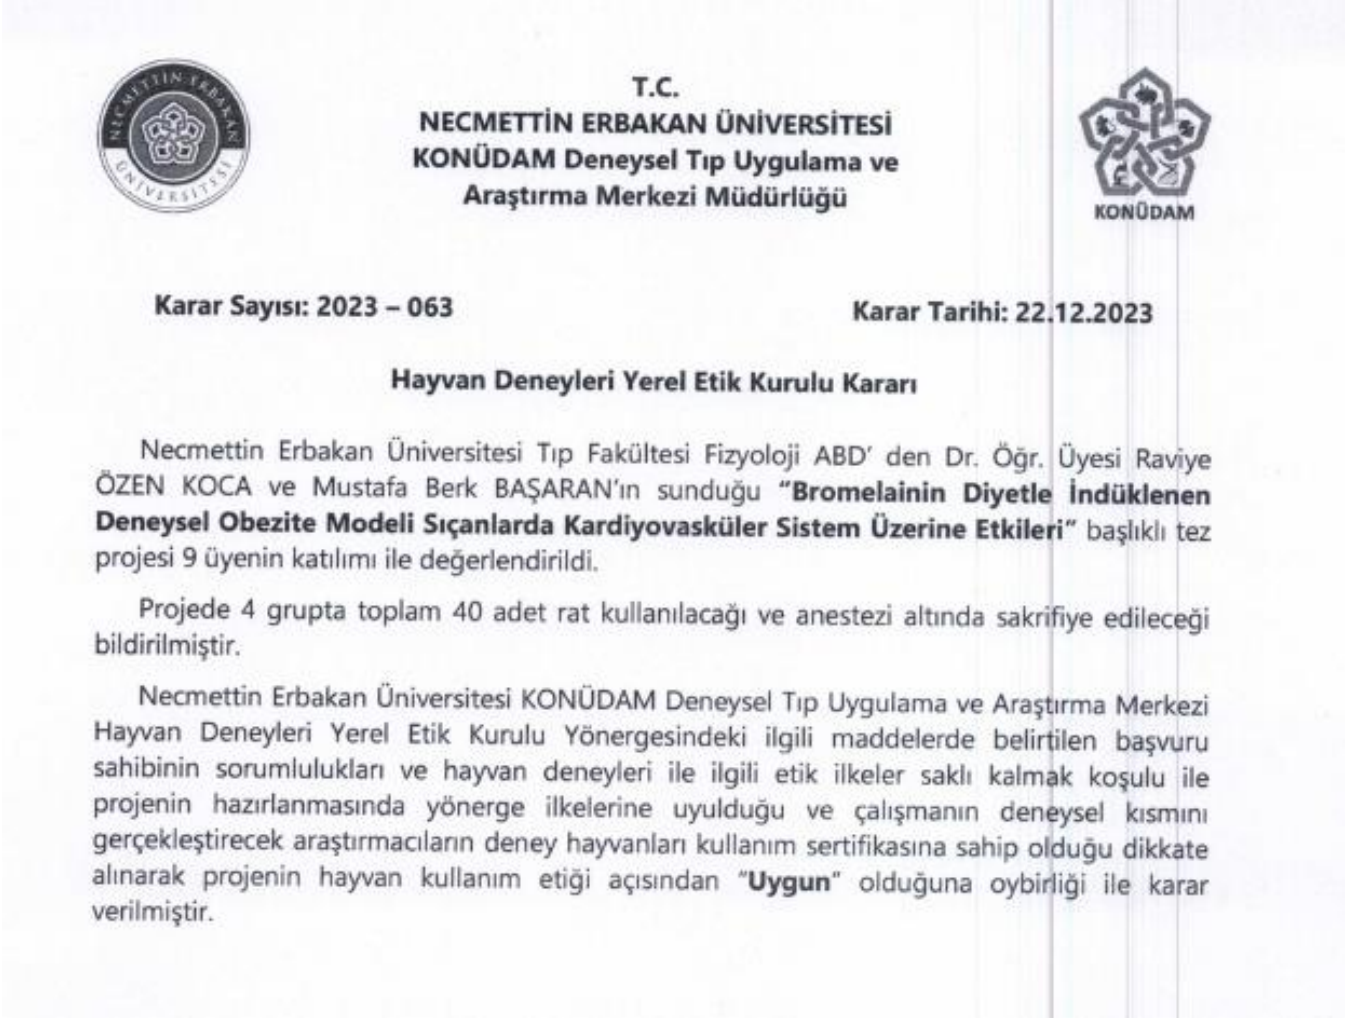 NECMETTİN ERBAKAN
ÜNİVERSİTESİ
T.C.
NECMETTİN ERBAKAN ÜNİVERSİTESİ
KONÜDAM Deneysel Tıp Uygulama ve
Araştırma Merkezi Müdürlüğü
KONÜDAM
Karar Sayısı: 2023 – 063
Karar Tarihi: 22.12.2023
Hayvan Deneyleri Yerel Etik Kurulu Kararı
Necmettin Erbakan Üniversitesi Tıp Fakültesi Fizyoloji ABD’ den Dr. Öğr. Üyesi Raviye
ÖZEN KOCA ve Mustafa Berk BAŞARAN’ın sunduğu “Bromelainin Diyetle İndüklenen
Deneysel Obezite Modeli Sıçanlarda Kardiyovasküler Sistem Üzerine Etkileri” başlıklı tez
projesi 9 üyenin katılımı ile değerlendirildi.
Projede 4 grupta toplam 40 adet rat kullanılacağı ve anestezi altında sakrifiye edileceği
bildirilmiştir.
Necmettin Erbakan Üniversitesi KONÜDAM Deneysel Tıp Uygulama ve Araştırma Merkezi
Hayvan Deneyleri Yerel Etik Kurulu Yönergesindeki ilgili maddelerde belirtilen başvuru
sahibinin sorumlulukları ve hayvan deneyleri ile ilgili etik ilkeler saklı kalmak koşulu ile
projenin hazırlanmasında yönerge ilkelerine uyulduğu ve çalışmanın deneysel kısmını
gerçekleştirecek araştırmacıların deney hayvanları kullanım sertifikasına sahip olduğu dikkate
alınarak projenin hayvan kullanım etiği açısından “Uygun” olduğuna oybirliği ile karar
verilmiştir.